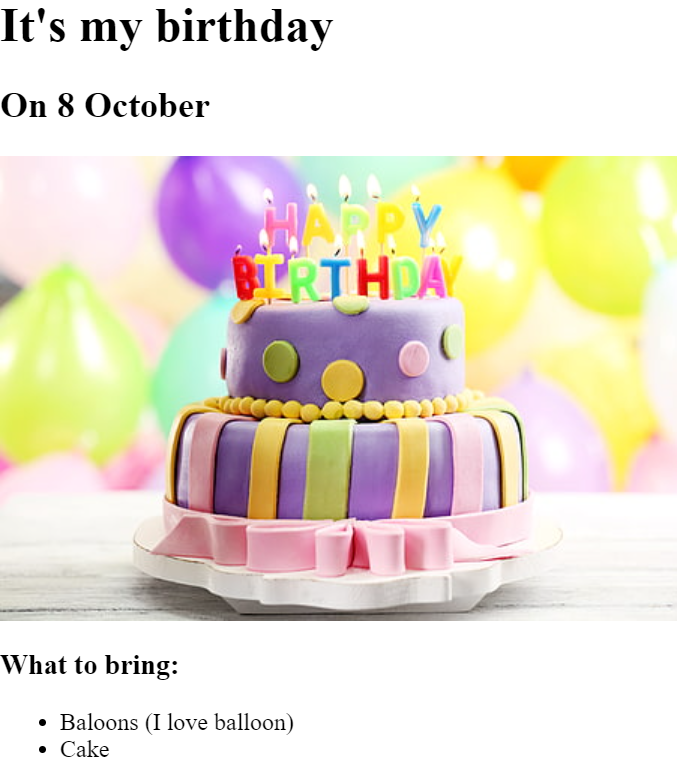 It's my birthday
On 8 October
HAPPY
BIRTHDAY
What to bring:
Baloons (I love balloon)
Cake